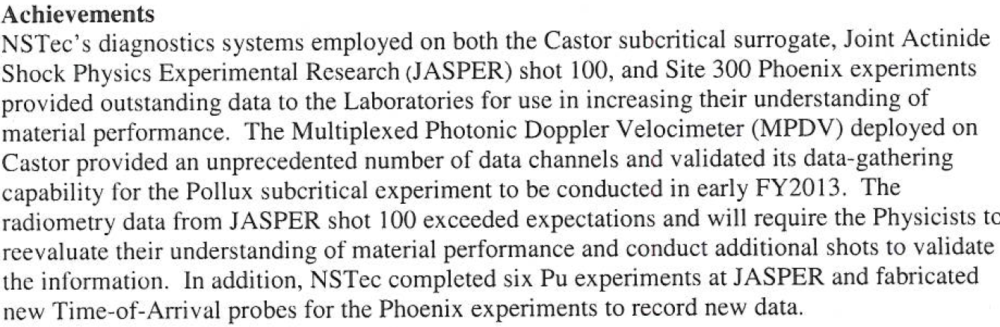 Achievements
NSTec's diagnostics systems employed on both the Castor subcritical surrogate, Joint Actinide
Shock Physics Experimental Research (JASPER) shot 100, and Site 300 Phoenix experiments
provided outstanding data to the Laboratories for use in increasing their understanding of
material performance.  The Multiplexed Photonic Doppler Velocimeter (MPDV) deployed on
Castor provided an unprecedented number of data channels and validated its data-gathering
capability for the Pollux subcritical experiment to be conducted in early FY2013.  The
radiometry data from JASPER shot 100 exceeded expectations and will require the Physicists to
reevaluate their understanding of material performance and conduct additional shots to validate
the information.  In addition, NSTec completed six Pu experiments at JASPER and fabricated
new Time-of-Arrival probes for the Phoenix experiments to record new data.